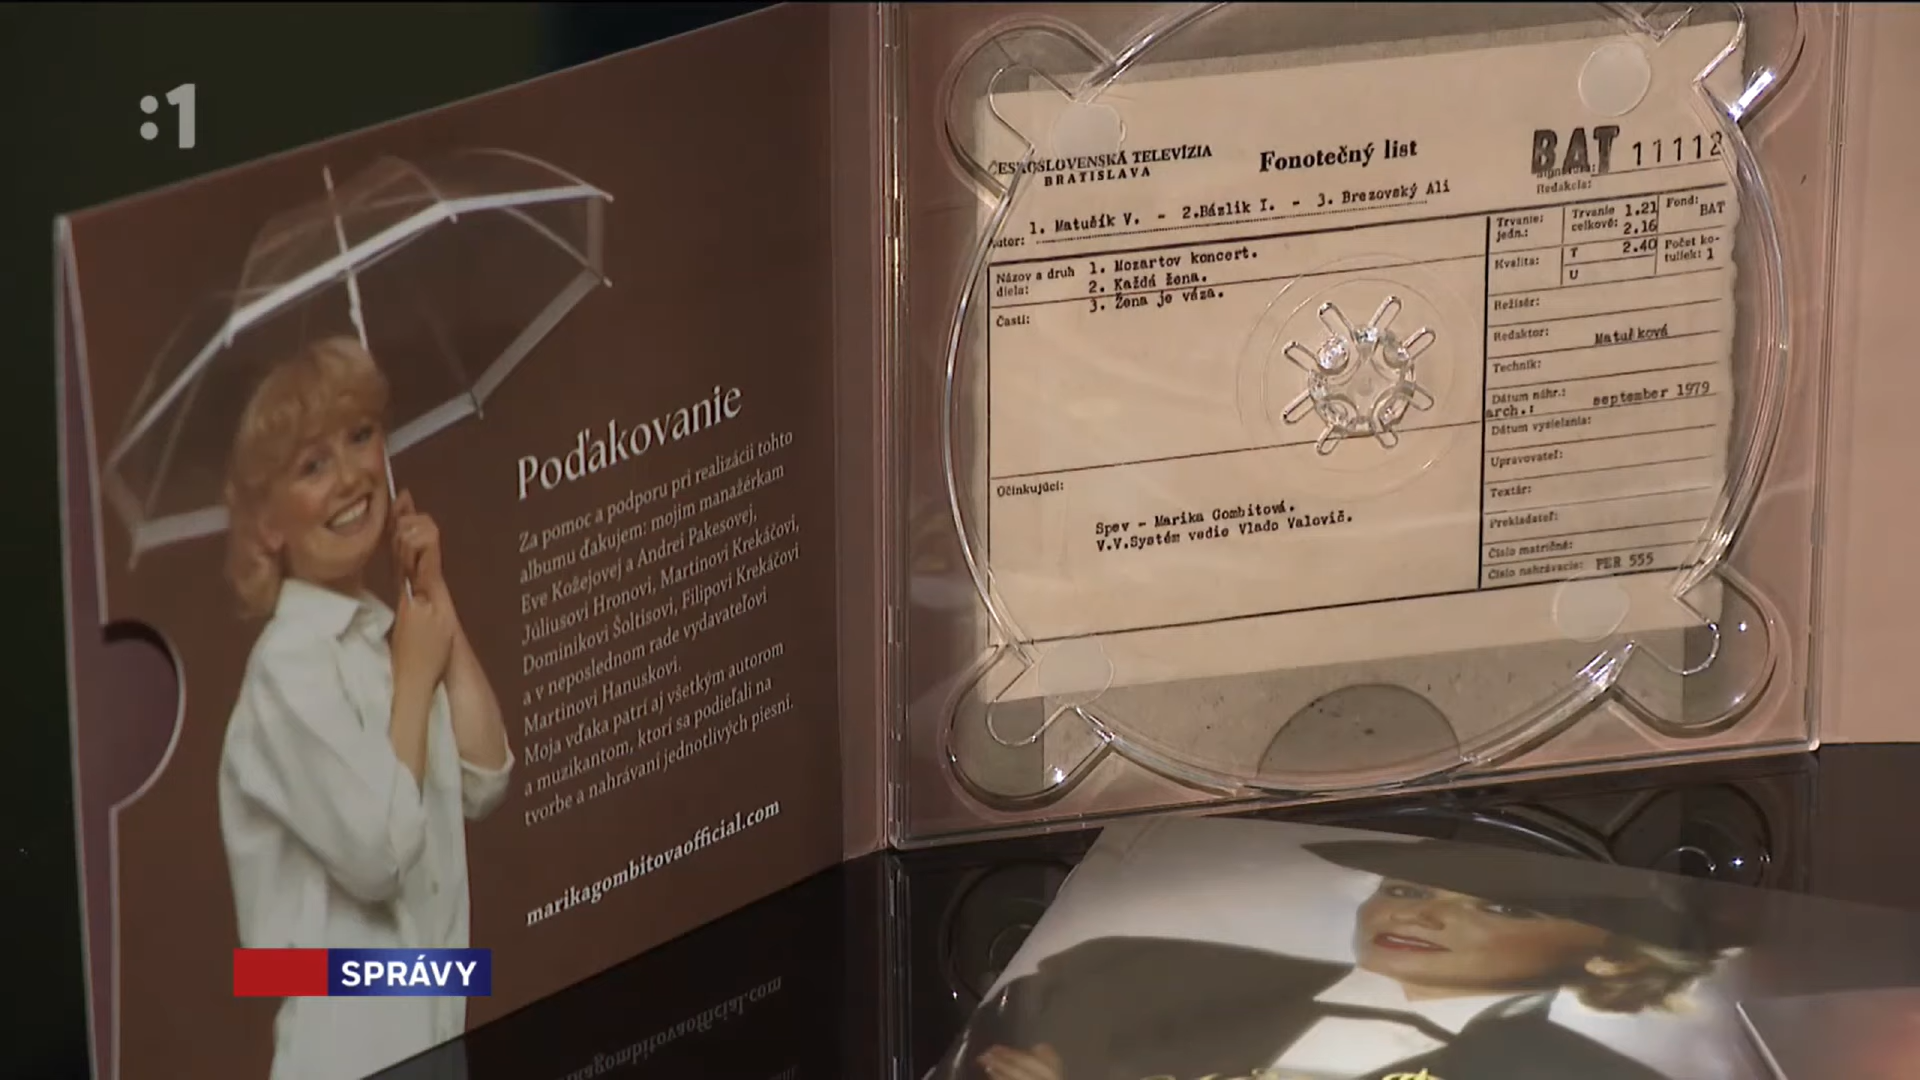 :1
Poďakovanie
Za pomoc a podporu pri realizácii tohto
albumu ďakujem: mojim manažérkam
Eve Kožejovej a Andrei Pakesovej,
Júliusovi Hronovi, Martinovi Krekáčovi,
Dominikovi Šoltisovi, Filipovi Krekáčovi
a v neposlednom rade vydavateľovi
Martinovi Hanuskovi.
Moja vďaka patrí aj všetkým autorom
a muzikantom, ktorí sa podieľali na
tvorbe a nahrávaní jednotlivých piesní.
marikagombitovaofficial.com
SPRÁVY
ČESKOSLOVENSKÁ TELEVÍZIA
BRATISLAVA
Fonotečný list
BAT 11112
Redakcia:
Autor: 1. Matušík V. - 2.Bázlik I. - 3. Brezovský Ali
Názov a druh diela: 1. Mozartov koncert.
2. Každá žena.
3. Žena je váza.
Časti:
Účinkujúci:
Spev - Marika Gombitová.
V.V.Systém vedie Vlado Valovič.
Trvanie jedn.:
Trvanie celkové: 1.21
2.16
2.40
Fond: BAT
Kvalita: T
U
Počet kotúliek: 1
Režisér:
Redaktor: Matušková
Technik:
Dátum náhr.:
arch.: september 1979
Dátum vysielania:
Upravovateľ:
Textár:
Prekladateľ:
Číslo matričné:
Číslo nahrávacie: PER 555